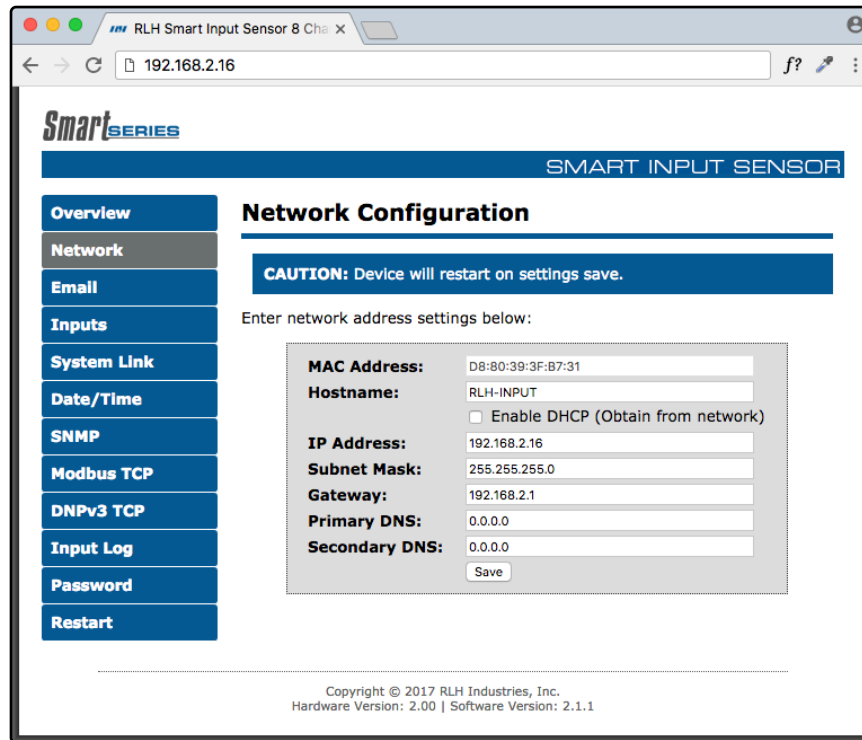 RLH Smart Input Sensor 8 Cha
192.168.2.16
f?
Smart SERIES
SMART INPUT SENSOR
Overview
Network
Email
Inputs
System Link
Date/Time
SNMP
Modbus TCP
DNPv3 TCP
Input Log
Password
Restart
Network Configuration
CAUTION: Device will restart on settings save.
Enter network address settings below:
MAC Address: D8:80:39:3F:B7:31
Hostname: RLH-INPUT
Enable DHCP (Obtain from network)
IP Address: 192.168.2.16
Subnet Mask: 255.255.255.0
Gateway: 192.168.2.1
Primary DNS: 0.0.0.0
Secondary DNS: 0.0.0.0
Save
Copyright © 2017 RLH Industries, Inc.
Hardware Version: 2.00 | Software Version: 2.1.1